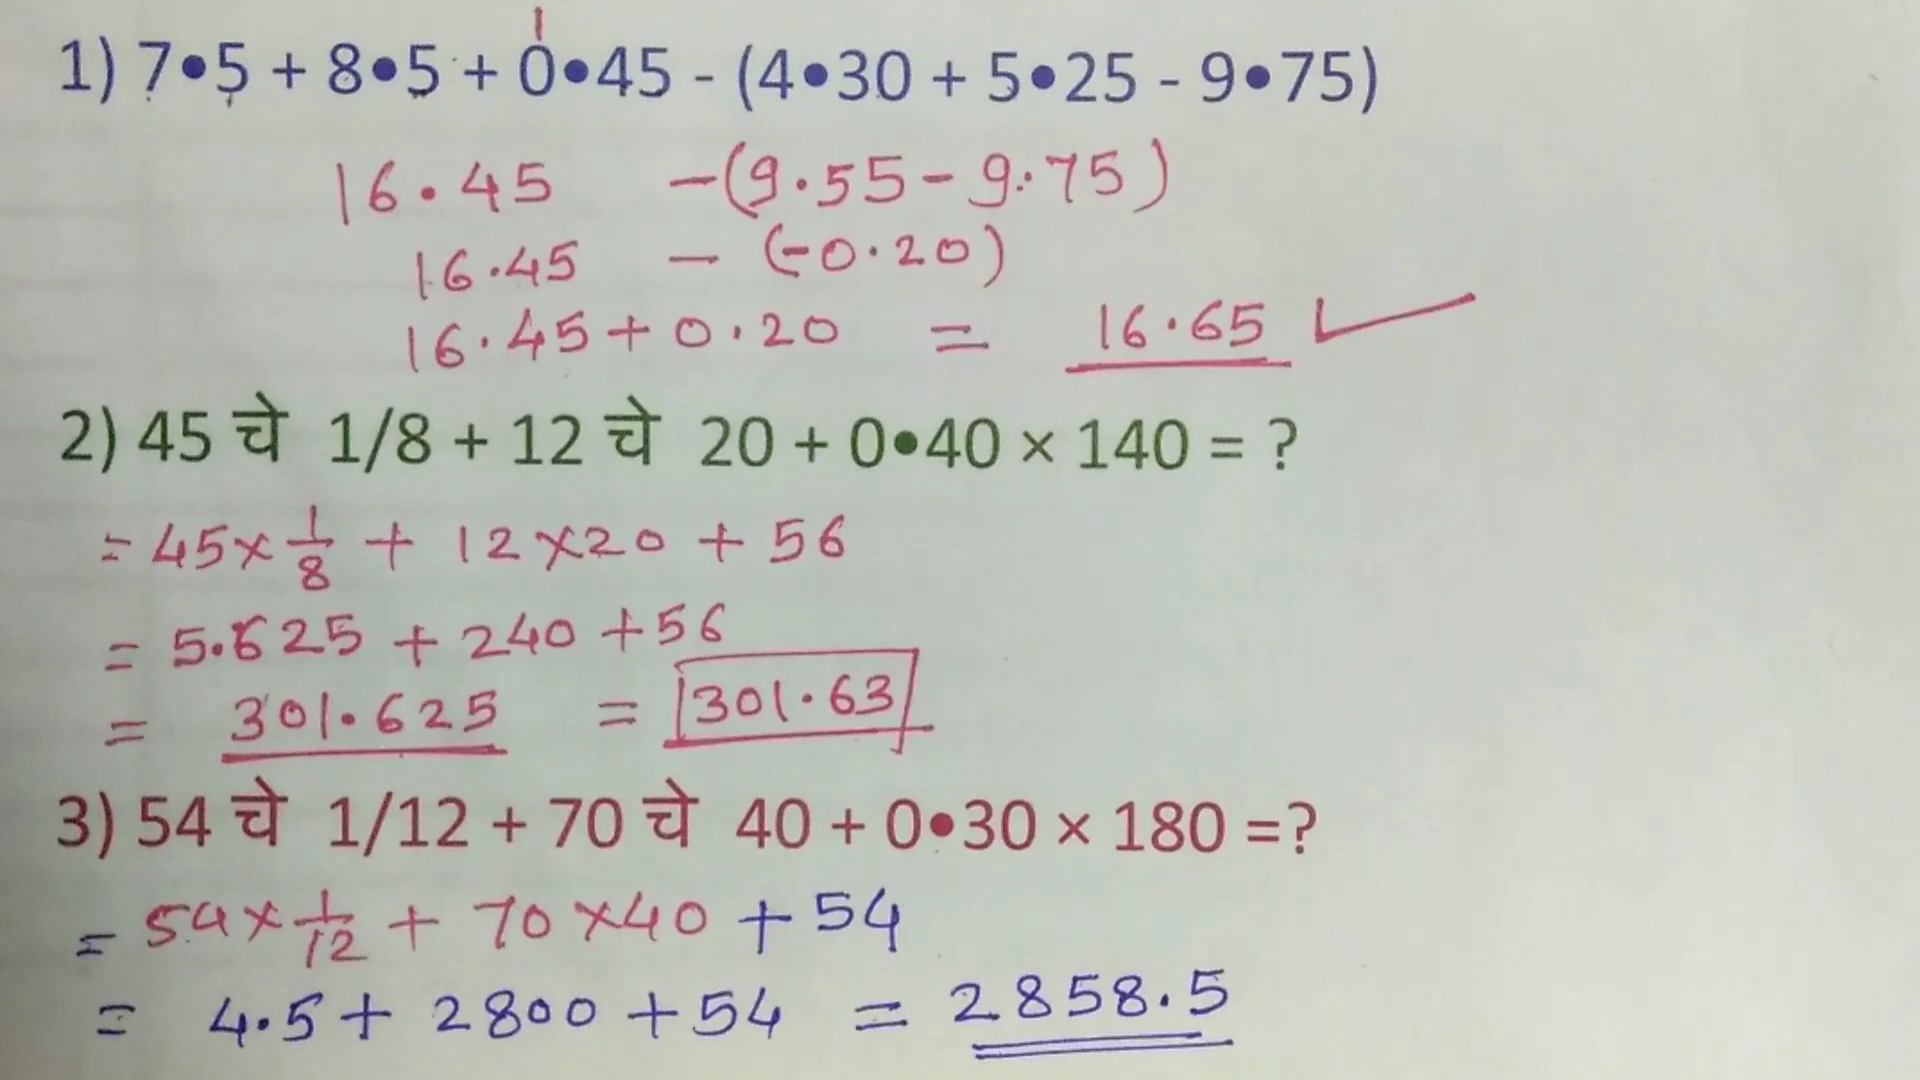 1) 7•5 + 8•5 + 0•45 - (4•30 + 5•25 - 9•75)
1
16.45 -(9.55-9.75)
16.45 - (-0.20)
16.45+0.20 = 16.65 ✓
2) 45 चे 1/8 + 12 चे 20 + 0•40 × 140 = ?
= 45×1/8 + 12×20 + 56
= 5.625 + 240 +56
= 301.625 = 301.63
3) 54 चे 1/12 + 70 चे 40 + 0•30 × 180 =?
= 54×1/12 + 70×40 + 54
= 4.5+ 2800 +54 = 2858.5